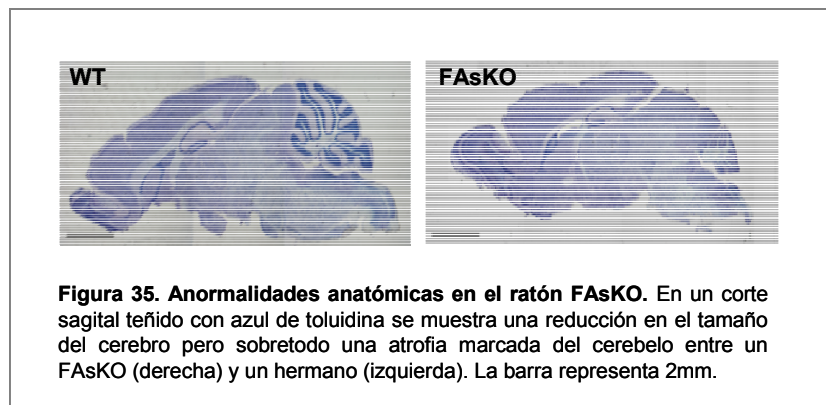 WT
FAsKO
Figura 35. Anormalidades anatómicas en el ratón FAsKO. En un corte
sagital teñido con azul de toluidina se muestra una reducción en el tamaño
del cerebro pero sobretodo una atrofia marcada del cerebelo entre un
FAsKO (derecha) y un hermano (izquierda). La barra representa 2mm.